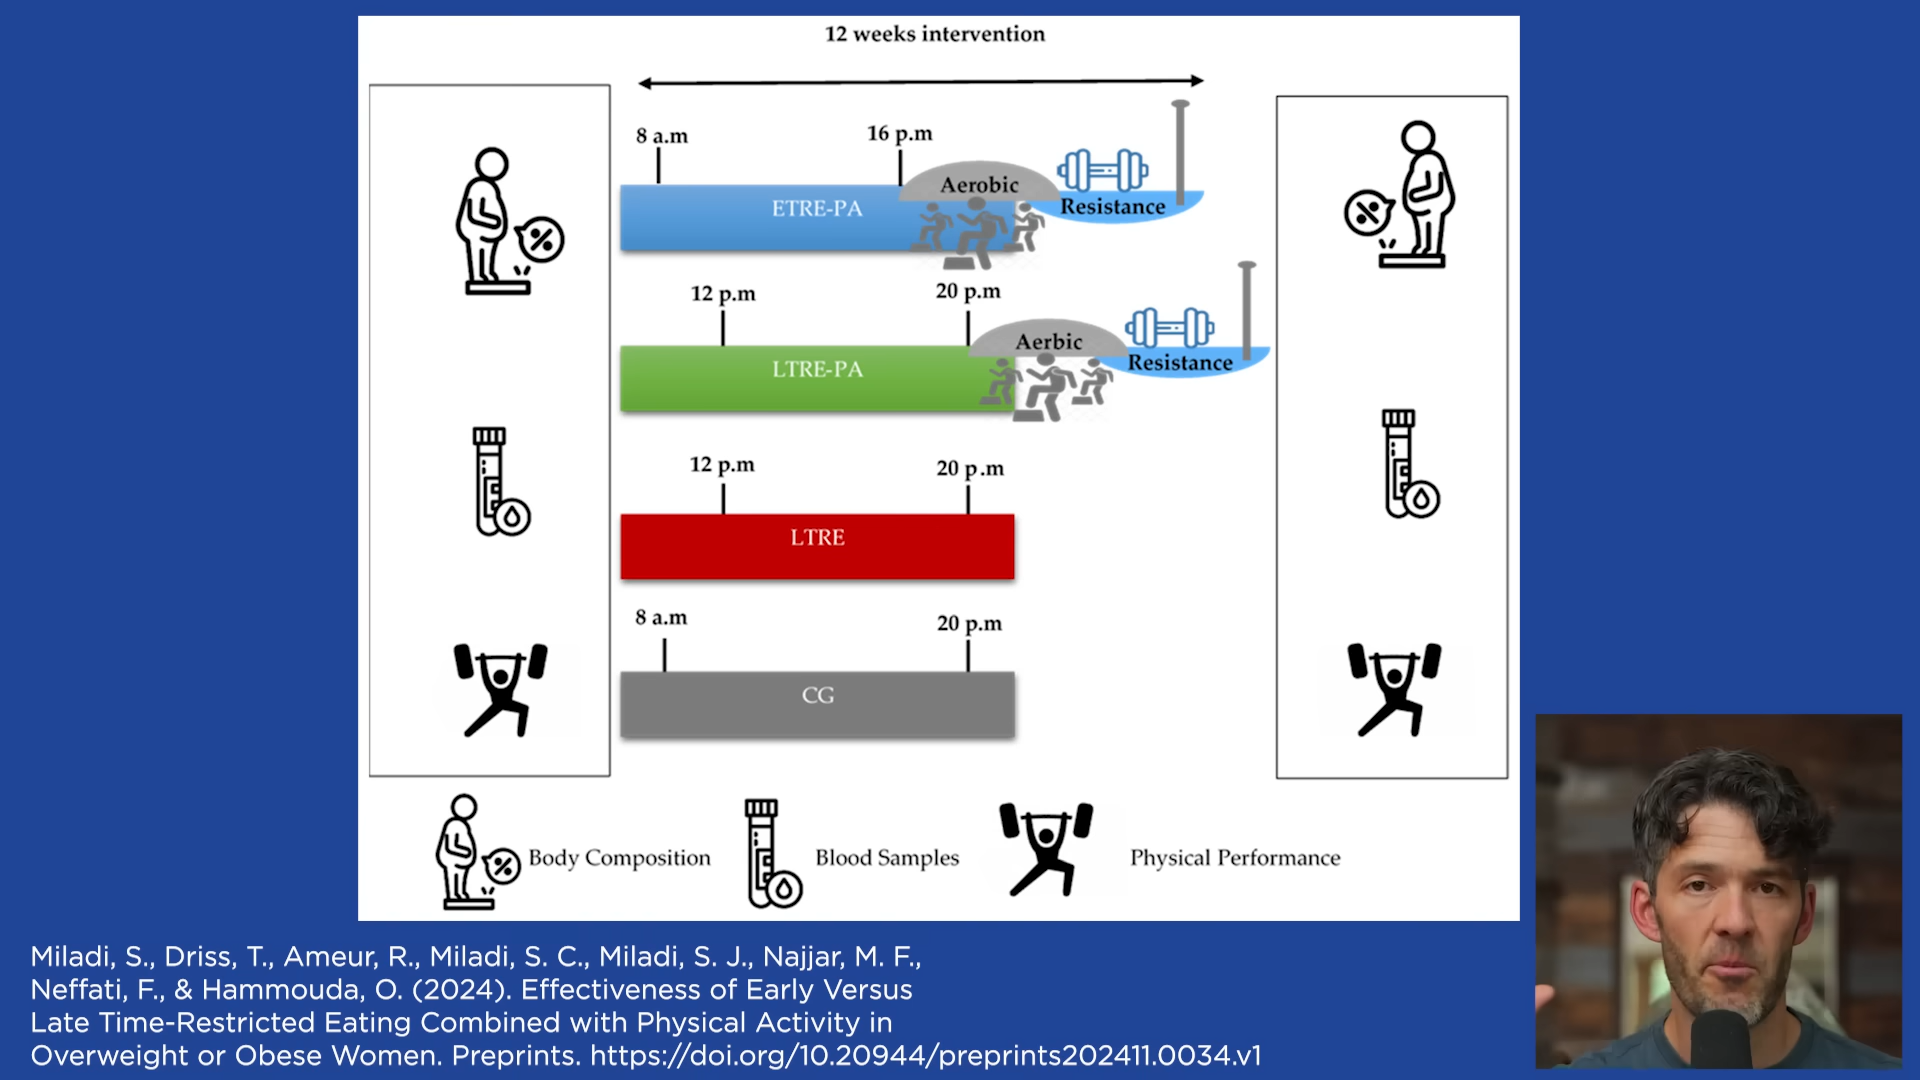 12 weeks intervention
8 a.m
16 p.m
Aerobic
ETRE-PA
Resistance
12 p.m
20 p.m
Aerbic
LTRE-PA
Resistance
12 p.m
20 p.m
LTRE
8 a.m
20 p.m
CG
Body Composition
Blood Samples
Physical Performance
Miladi, S., Driss, T., Ameur, R., Miladi, S. C., Miladi, S. J., Najjar, M. F.,
Neffati, F., & Hammouda, O. (2024). Effectiveness of Early Versus
Late Time-Restricted Eating Combined with Physical Activity in
Overweight or Obese Women. Preprints. https://doi.org/10.20944/preprints202411.0034.v1